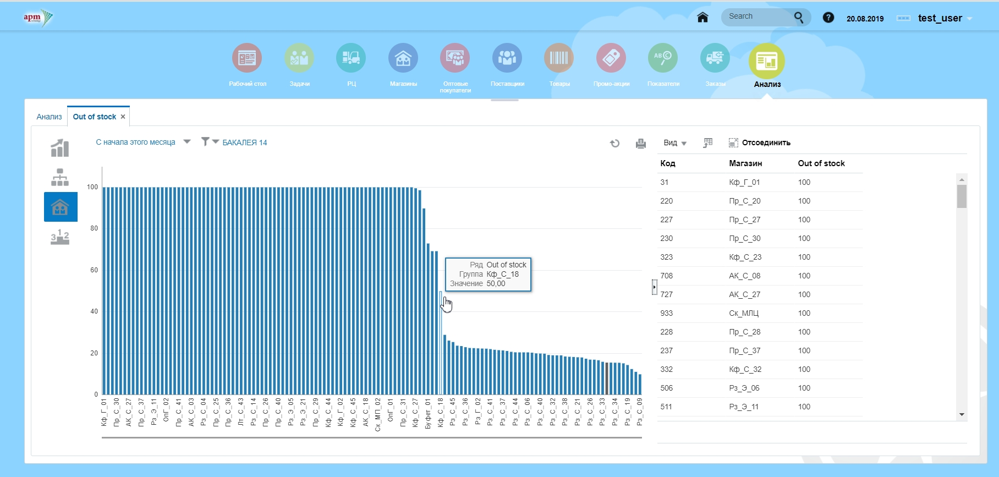 apm
technology
Search
?
20.08.2019
test_user
Рабочий стол
Задачи
РЦ
Магазины
Оптовые
покупатели
Поставщики
Товары
Промо-акции
AB C
Показатели
Заказы
Анализ
Анализ
Out of stock ×
С начала этого месяца
БАКАЛЕЯ 14
Вид
Отсоединить
Код Магазин Out of stock
31 Кф_Г_01 100
220 Пр_С_20 100
227 Пр_С_27 100
230 Пр_С_30 100
323 Кф_С_23 100
708 АК_С_08 100
727 АК_С_27 100
933 Ск_МЛЦ 100
228 Пр_С_28 100
237 Пр_С_37 100
332 Кф_С_32 100
506 Рз_Э_06 100
511 Рз_Э_11 100
3 1 2
100
80
60
40
20
0
Ряд Out of stock
Группа Кф_С_18
Значение 50,00
Кф_Г_01
Пр_С_30
АК_С_27
Пр_С_37
Рз_Э_11
ОпГ_02
Пр_С_41
АК_С_03
Рз_С_04
Пр_С_25
Пр_С_36
Лт_С_43
Рз_С_14
Пр_С_26
Пр_С_40
Рз_Э_05
Рз_Э_21
Пр_С_29
Кф_С_44
Кф_Г_02
Кф_С_45
АК_С_18
Ск_МП_02
ОпГ_01
Пр_С_31
Кф_С_27
Буфет_01
Кф_С_18
Рз_С_45
Рз_С_36
Рз_Г_02
Рз_С_37
Рз_С_44
Рз_С_06
Рз_С_40
Рз_С_32
Рз_С_38
Рз_С_21
Рз_С_26
Рз_С_33
Рз_С_34
Рз_С_19
Рз_С_09